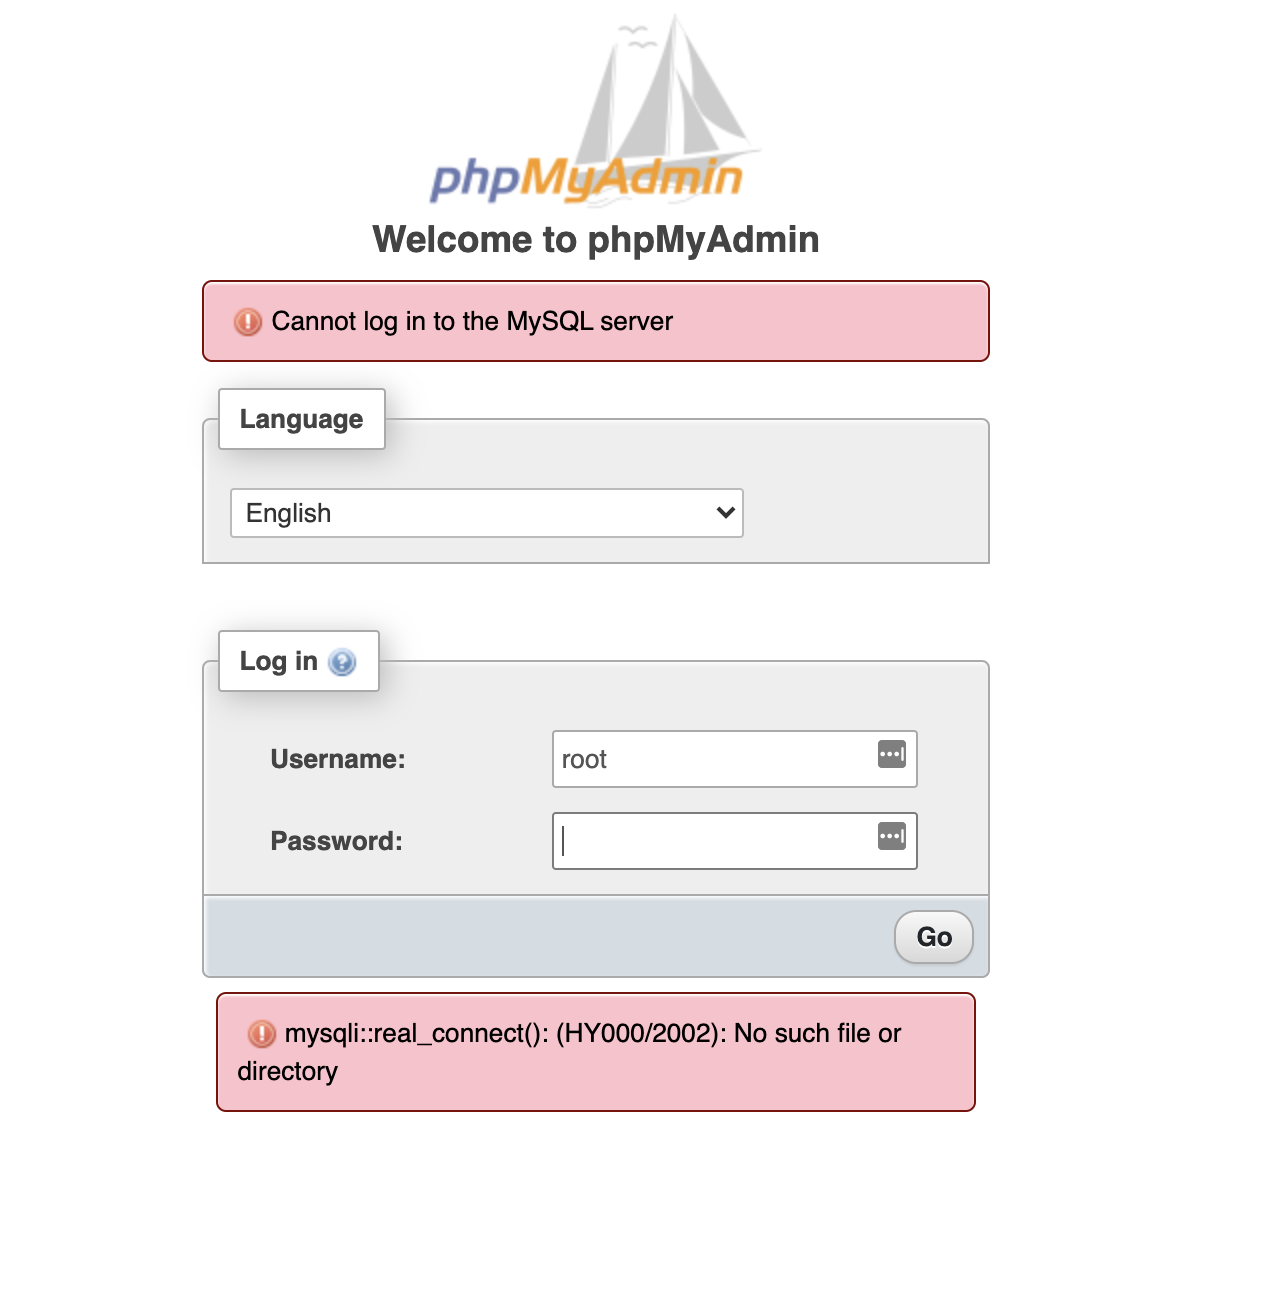 phpMyAdmin
Welcome to phpMyAdmin
Cannot log in to the MySQL server
Language
English
Log in
Username:
root
Password:
Go
mysqli::real_connect(): (HY000/2002): No such file or
directory